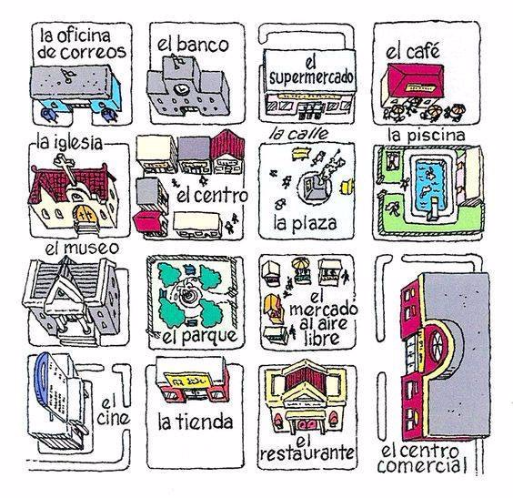 la oficina
de correos
el banco
el
supermercado
el café
la iglesia
el centro
la calle
la plaza
la piscina
el museo
el parque
el
mercado
al aire
libre
el
cine
la tienda
el
restaurante
el centro
comercial